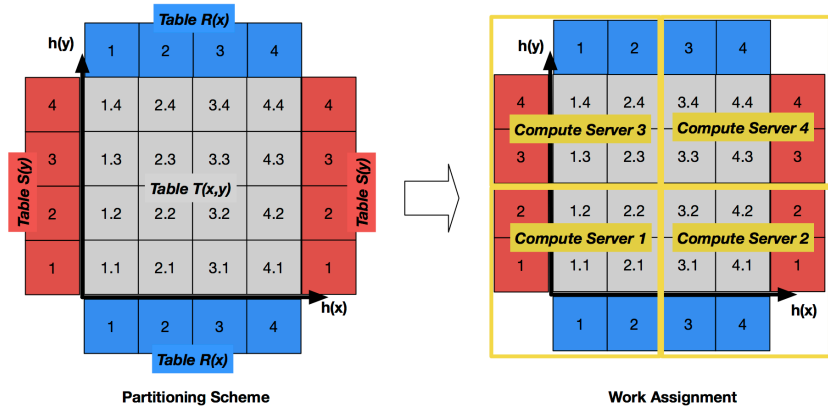 Table R(x)
h(y)
1 2 3 4
4 1.4 2.4 3.4 4.4 4
3 1.3 2.3 3.3 4.3 3
Table S(y) Table T(x,y) Table S(y)
2 1.2 2.2 3.2 4.2 2
1 1.1 2.1 3.1 4.1 1
h(x)
1 2 3 4
Table R(x)
Partitioning Scheme
h(y)
1 2 3 4
4 1.4 2.4 3.4 4.4 4
Compute Server 3 Compute Server 4
3 1.3 2.3 3.3 4.3 3
2 1.2 2.2 3.2 4.2 2
Compute Server 1 Compute Server 2
1 1.1 2.1 3.1 4.1 1
h(x)
1 2 3 4
Work Assignment